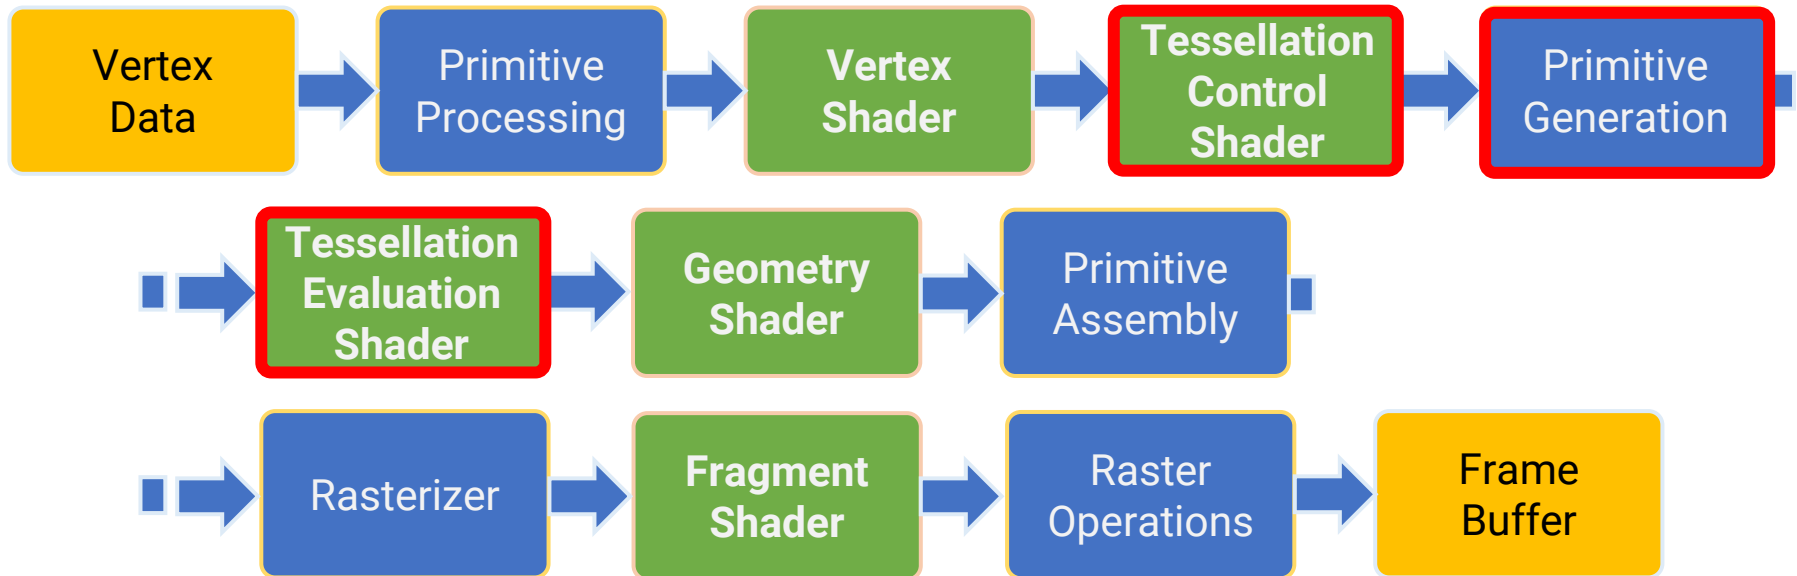 Vertex
Data
Primitive
Processing
Vertex
Shader
Tessellation
Control
Shader
Primitive
Generation
Tessellation
Evaluation
Shader
Geometry
Shader
Primitive
Assembly
Rasterizer
Fragment
Shader
Raster
Operations
Frame
Buffer